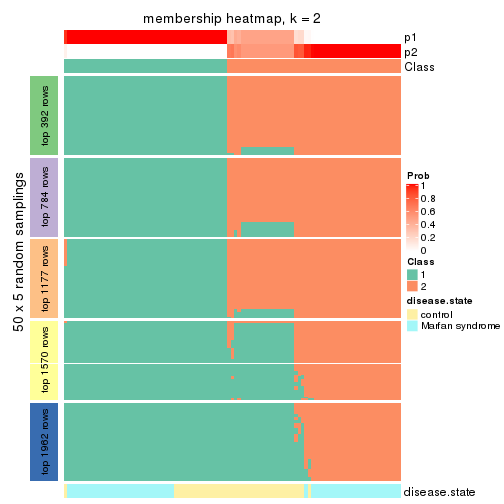 membership heatmap, k = 2
p1
p2
Class
50 x 5 random samplings
top 392 rows
top 784 rows
top 1177 rows
top 1570 rows
top 1962 rows
Prob
1
0.8
0.6
0.4
0.2
0
Class
1
2
disease.state
control
Marfan syndrome
disease.state